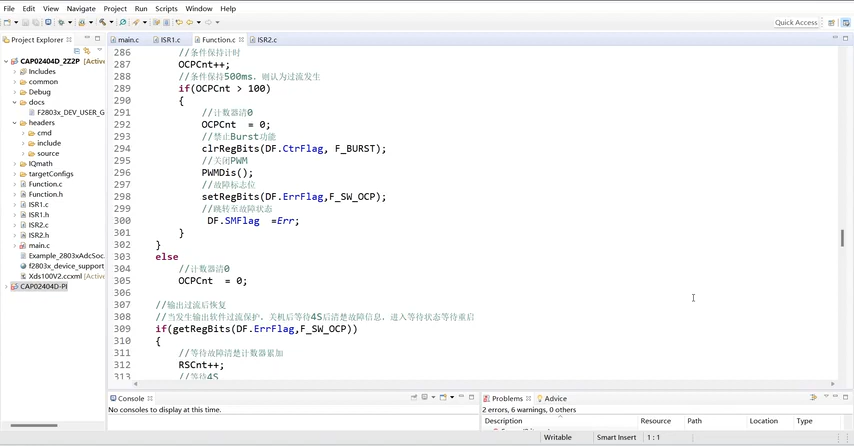 File Edit View Navigate Project Run Scripts Window Help
Quick Access
Project Explorer
main.c ISR1.c Function.c ISR2.c
CAP02404D_2Z2P [Active
Includes
common
Debug
docs
F2803x_DEV_USER_G
headers
cmd
include
source
IQmath
targetConfigs
Function.c
Function.h
ISR1.c
ISR1.h
ISR2.c
ISR2.h
main.c
Example_2803xAdcSoc.
f2803x_device_support_
Xds100V2.ccxml [Active
CAP02404D-PI
286 //条件保持计时
287 OCPCnt++;
288 //条件保持500ms，则认为过流发生
289 if(OCPCnt > 100)
290 {
291 //计数器清0
292 OCPCnt = 0;
293 //禁止Burst功能
294 clrRegBits(DF.CtrFlag, F_BURST);
295 //关闭PWM
296 PWMDis();
297 //故障标志位
298 setRegBits(DF.ErrFlag,F_SW_OCP);
299 //跳转至故障状态
300 DF.SMFlag =Err;
301 }
302 }
303 else
304 //计数器清0
305 OCPCnt = 0;
306
307 //输出过流后恢复
308 //当发生输出软件过流保护，关机后等待4S后清楚故障信息，进入等待状态等待重启
309 if(getRegBits(DF.ErrFlag,F_SW_OCP))
310 {
311 //等待故障清楚计数器累加
312 RSCnt++;
313 //等待4S
Console
No consoles to display at this time.
Problems Advice
2 errors, 6 warnings, 0 others
Description Resource Path Location Type
Writable Smart Insert 1 : 1